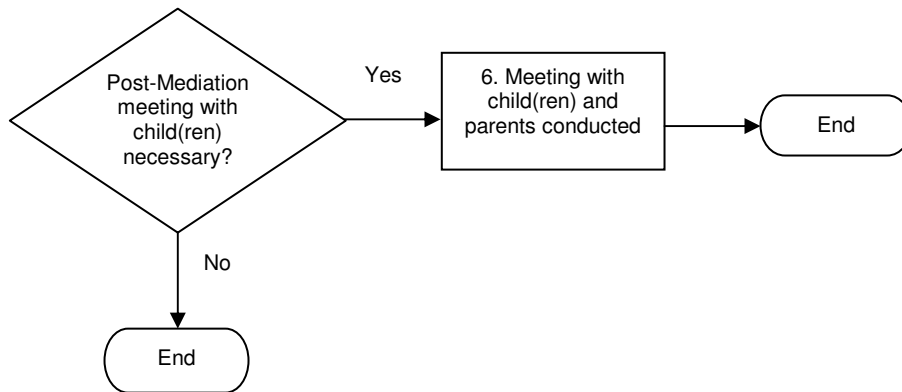 Post-Mediation
meeting with
child(ren)
necessary?
Yes
6. Meeting with
child(ren) and
parents conducted
End
No
End